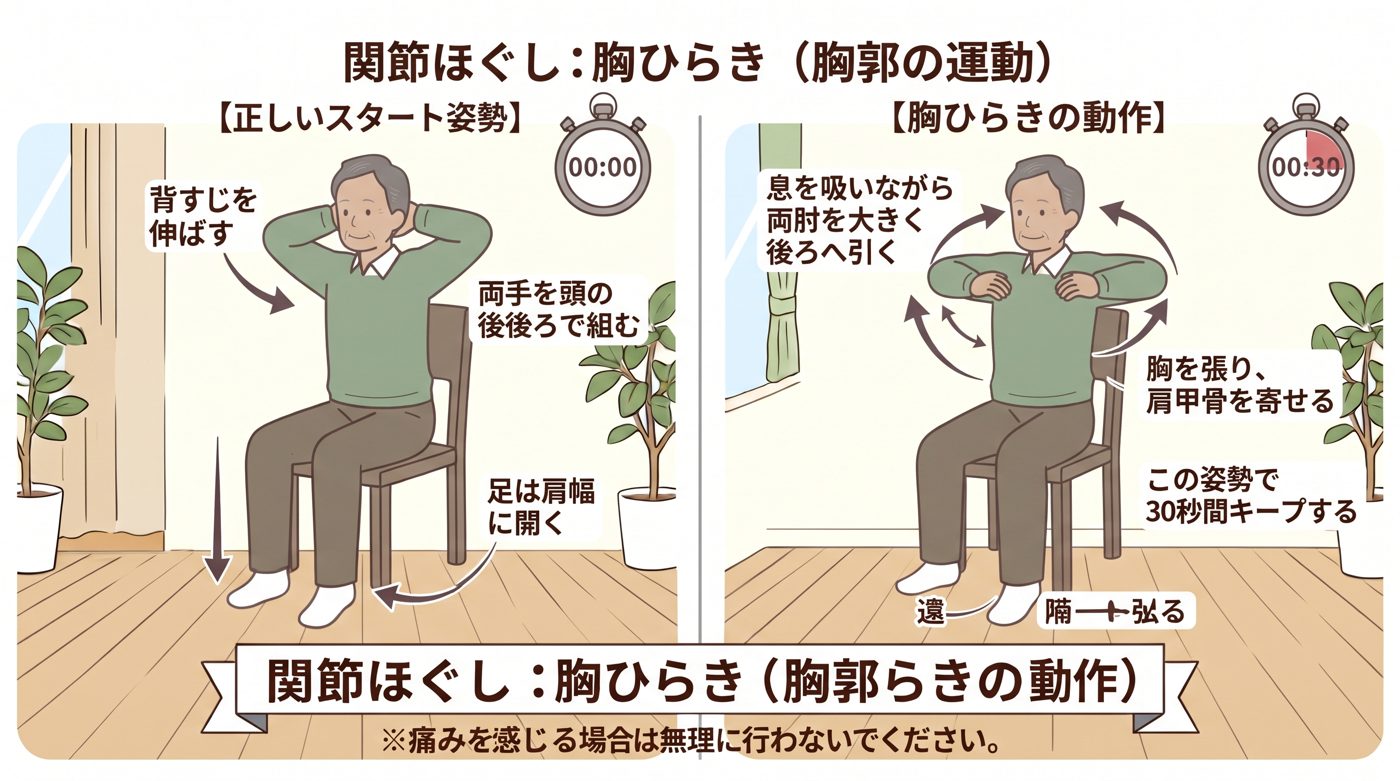 関節ほぐし：胸ひらき（胸郭の運動）
【正しいスタート姿勢】
00:00
背すじを
伸ばす
両手を頭の
後後ろで組む
足は肩幅
に開く
【胸ひらきの動作】
00:30
息を吸いながら
両肘を大きく
後ろへ引く
胸を張り、
肩甲骨を寄せる
この姿勢で
30秒間キープする
還
る
関節ほぐし：胸ひらき（胸郭らきの動作）
※痛みを感じる場合は無理に行わないでください。